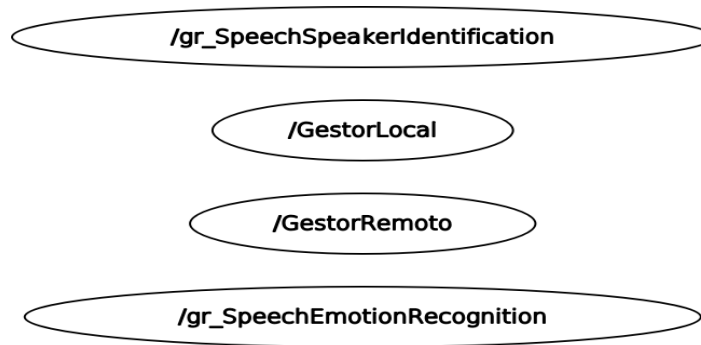 /gr_SpeechSpeakerIdentification
/GestorLocal
/GestorRemoto
/gr_SpeechEmotionRecognition